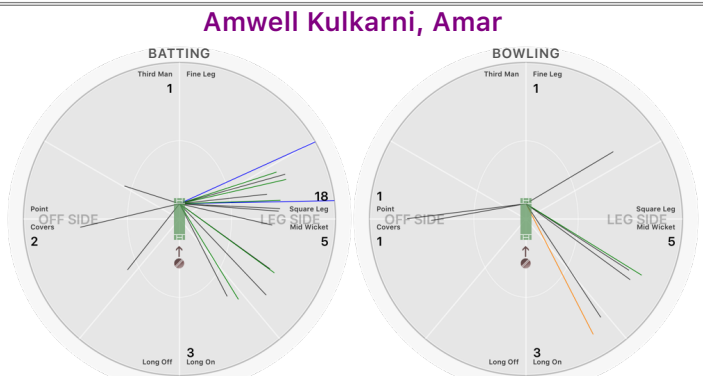 Amwell Kulkarni, Amar
BATTING
Third Man Fine Leg
1
18
Point
OFF SIDE
Covers
2
Square Leg
LEG SIDE
Mid Wicket
5
3
Long Off Long On
BOWLING
Third Man Fine Leg
1
1
Point
OFF SIDE
Covers
1
Square Leg
LEG SIDE
Mid Wicket
5
3
Long Off Long On